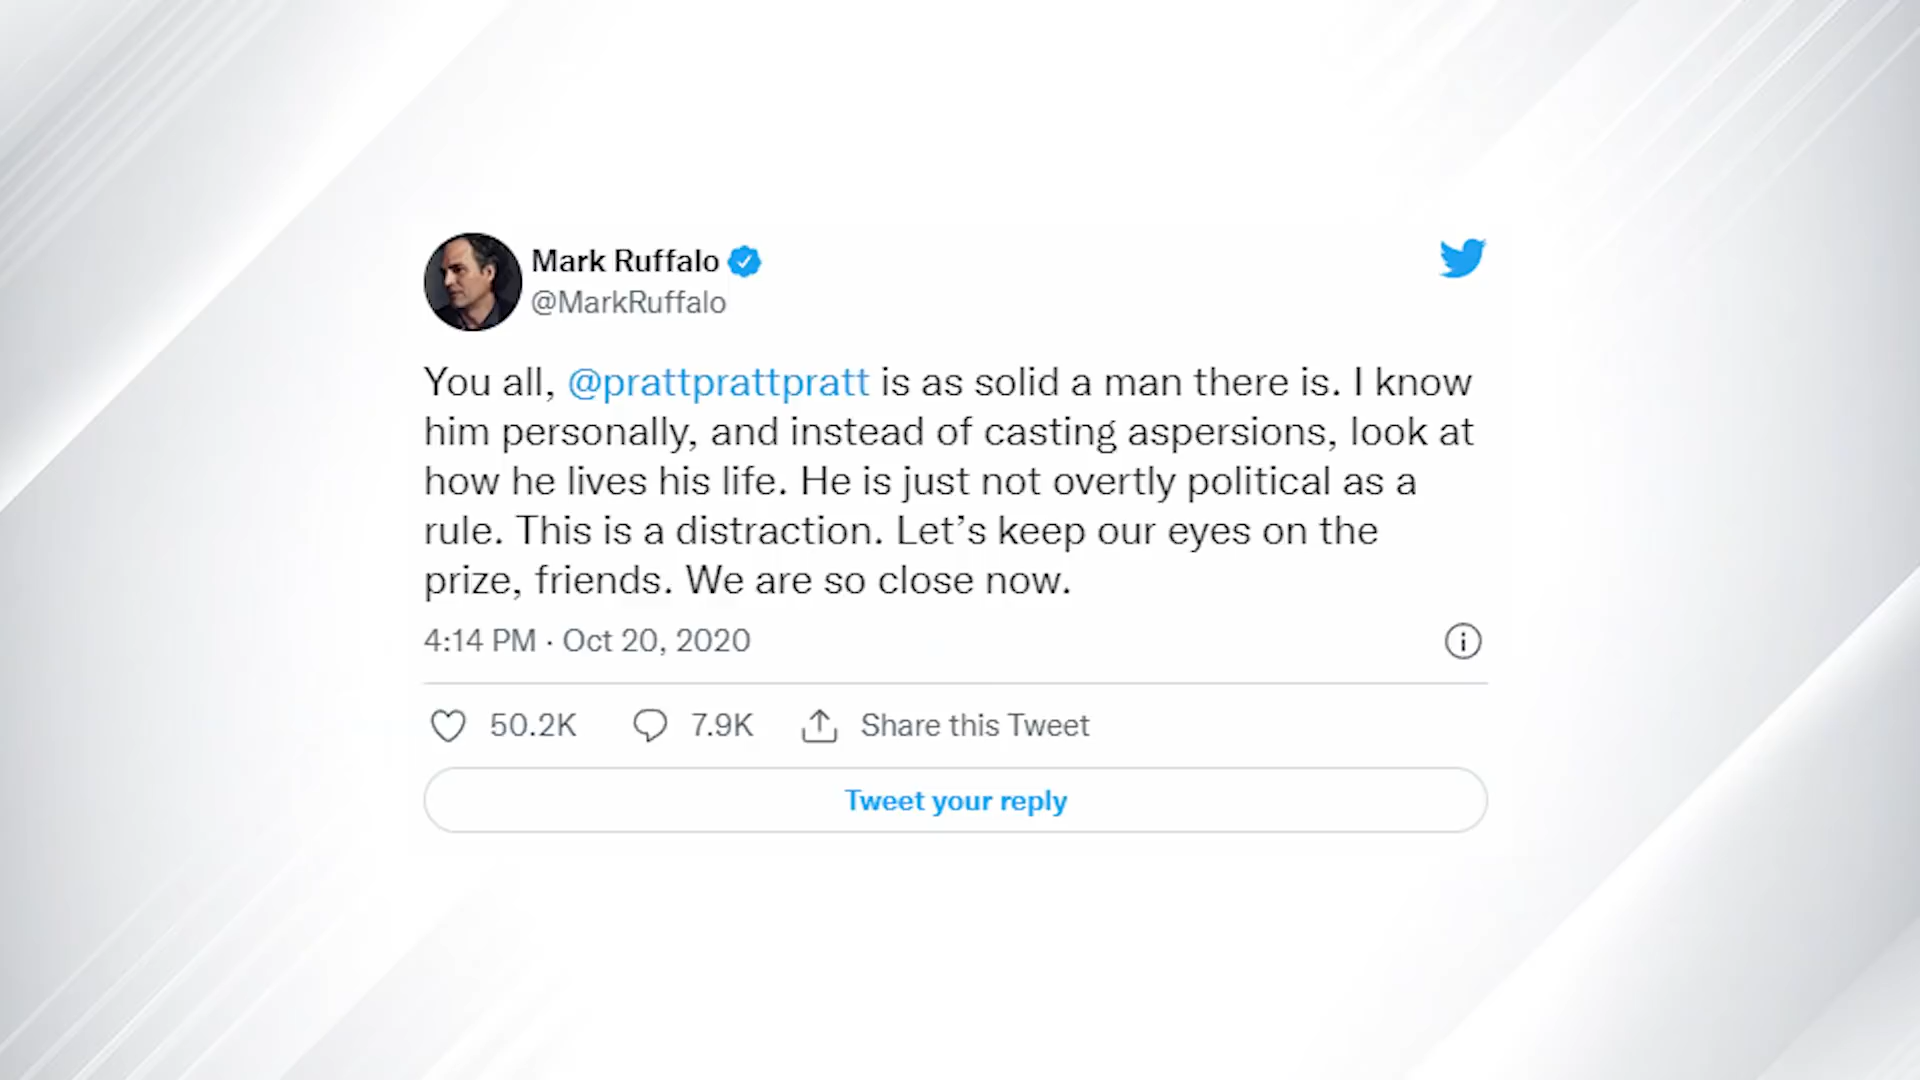 Mark Ruffalo
@MarkRuffalo
You all, @prattprattpratt is as solid a man there is. I know
him personally, and instead of casting aspersions, look at
how he lives his life. He is just not overtly political as a
rule. This is a distraction. Let’s keep our eyes on the
prize, friends. We are so close now.
4:14 PM · Oct 20, 2020
50.2K 7.9K Share this Tweet
Tweet your reply